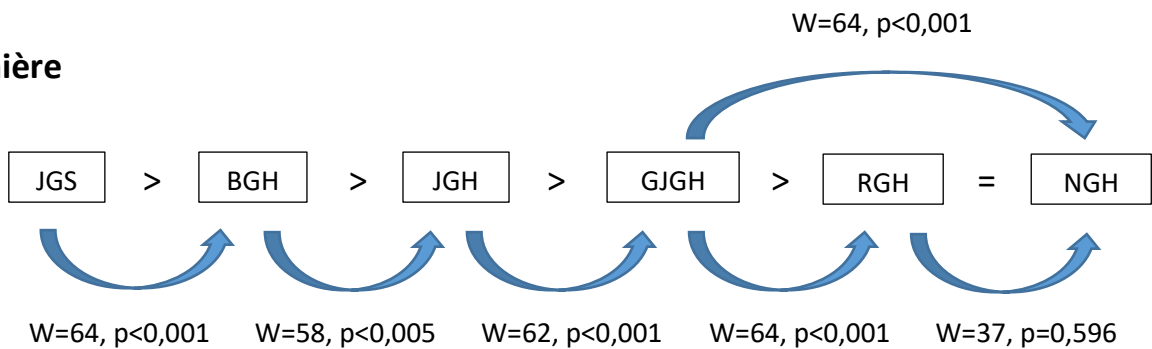 W=64, p<0,001
ière
JGS > BGH > JGH > GJGH > RGH = NGH
W=64, p<0,001 W=58, p<0,005 W=62, p<0,001 W=64, p<0,001 W=37, p=0,596